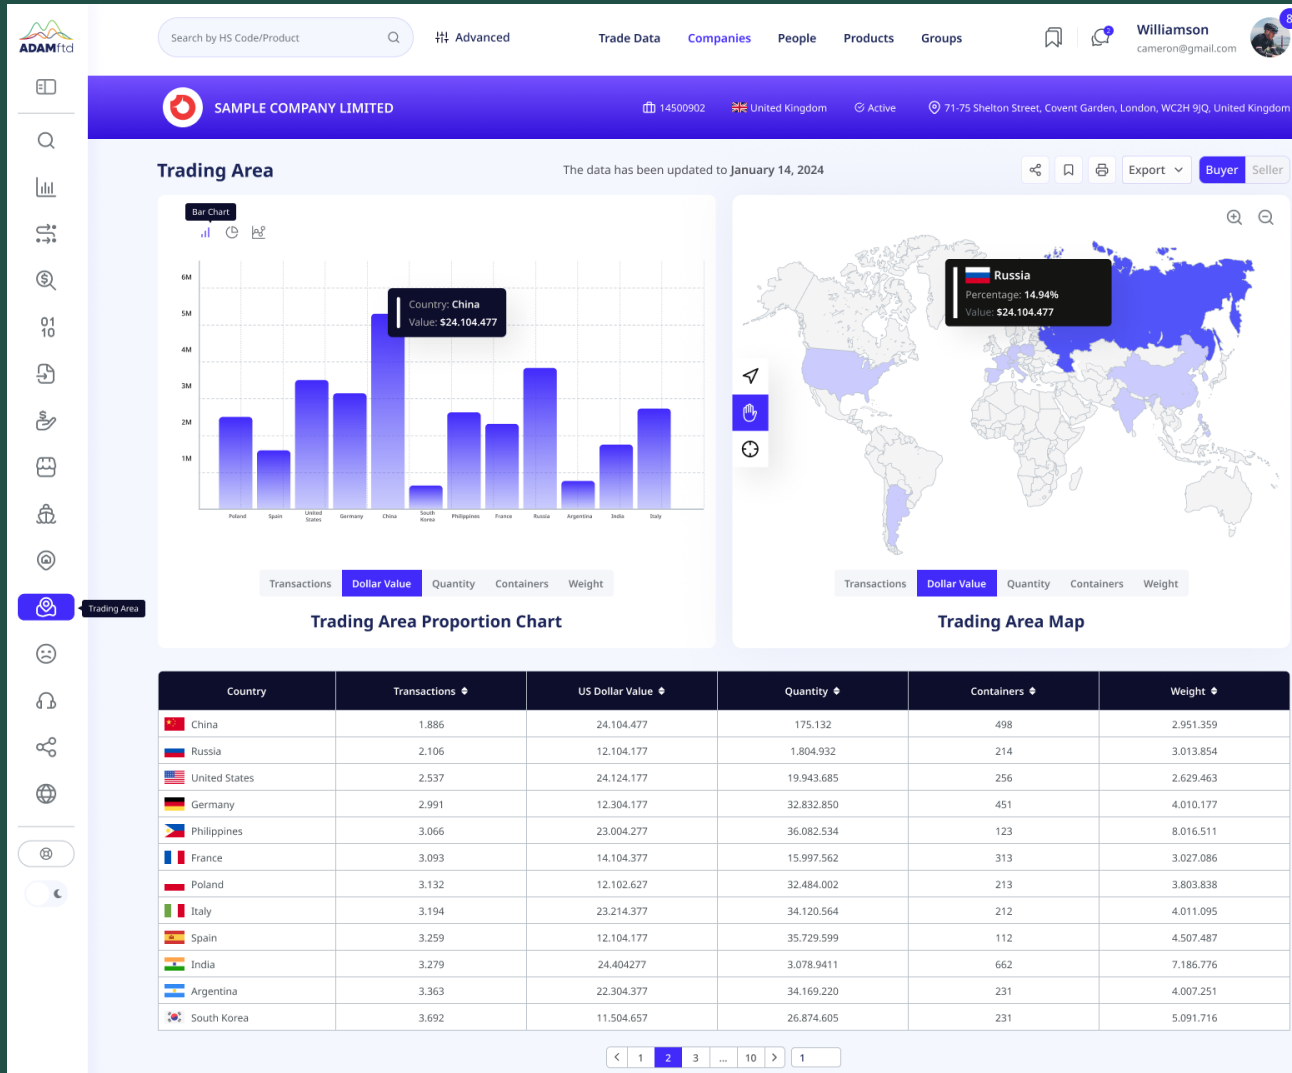 ADAMftd
Search by HS Code/Product
Advanced
Trade Data
Companies
People
Products
Groups
2
Williamson
cameron@gmail.com
8
SAMPLE COMPANY LIMITED
14500902
United Kingdom
Active
71-75 Shelton Street, Covent Garden, London, WC2H 9JQ, United Kingdom
Trading Area
The data has been updated to January 14, 2024
Export
Buyer
Seller
Bar Chart
6M
5M
4M
3M
2M
1M
Country: China
Value: $24.104.477
Poland
Spain
United States
Germany
China
South Korea
Philippines
France
Russia
Argentina
India
Italy
Transactions
Dollar Value
Quantity
Containers
Weight
Trading Area Proportion Chart
Russia
Percentage: 14.94%
Value: $24.104.477
Transactions
Dollar Value
Quantity
Containers
Weight
Trading Area Map
01
10
Trading Area
Country Transactions US Dollar Value Quantity Containers Weight
China 1.886 24.104.477 175.132 498 2.951.359
Russia 2.106 12.104.177 1.804.932 214 3.013.854
United States 2.537 24.124.177 19.943.685 256 2.629.463
Germany 2.991 12.304.177 32.832.850 451 4.010.177
Philippines 3.066 23.004.277 36.082.534 123 8.016.511
France 3.093 14.104.377 15.997.562 313 3.027.086
Poland 3.132 12.102.627 32.484.002 213 3.803.838
Italy 3.194 23.214.377 34.120.564 212 4.011.095
Spain 3.259 12.104.177 35.729.599 112 4.507.487
India 3.279 24.404277 3.078.9411 662 7.186.776
Argentina 3.363 22.304.377 34.169.220 231 4.007.251
South Korea 3.692 11.504.657 26.874.605 231 5.091.716
1 2 3 ... 10 1